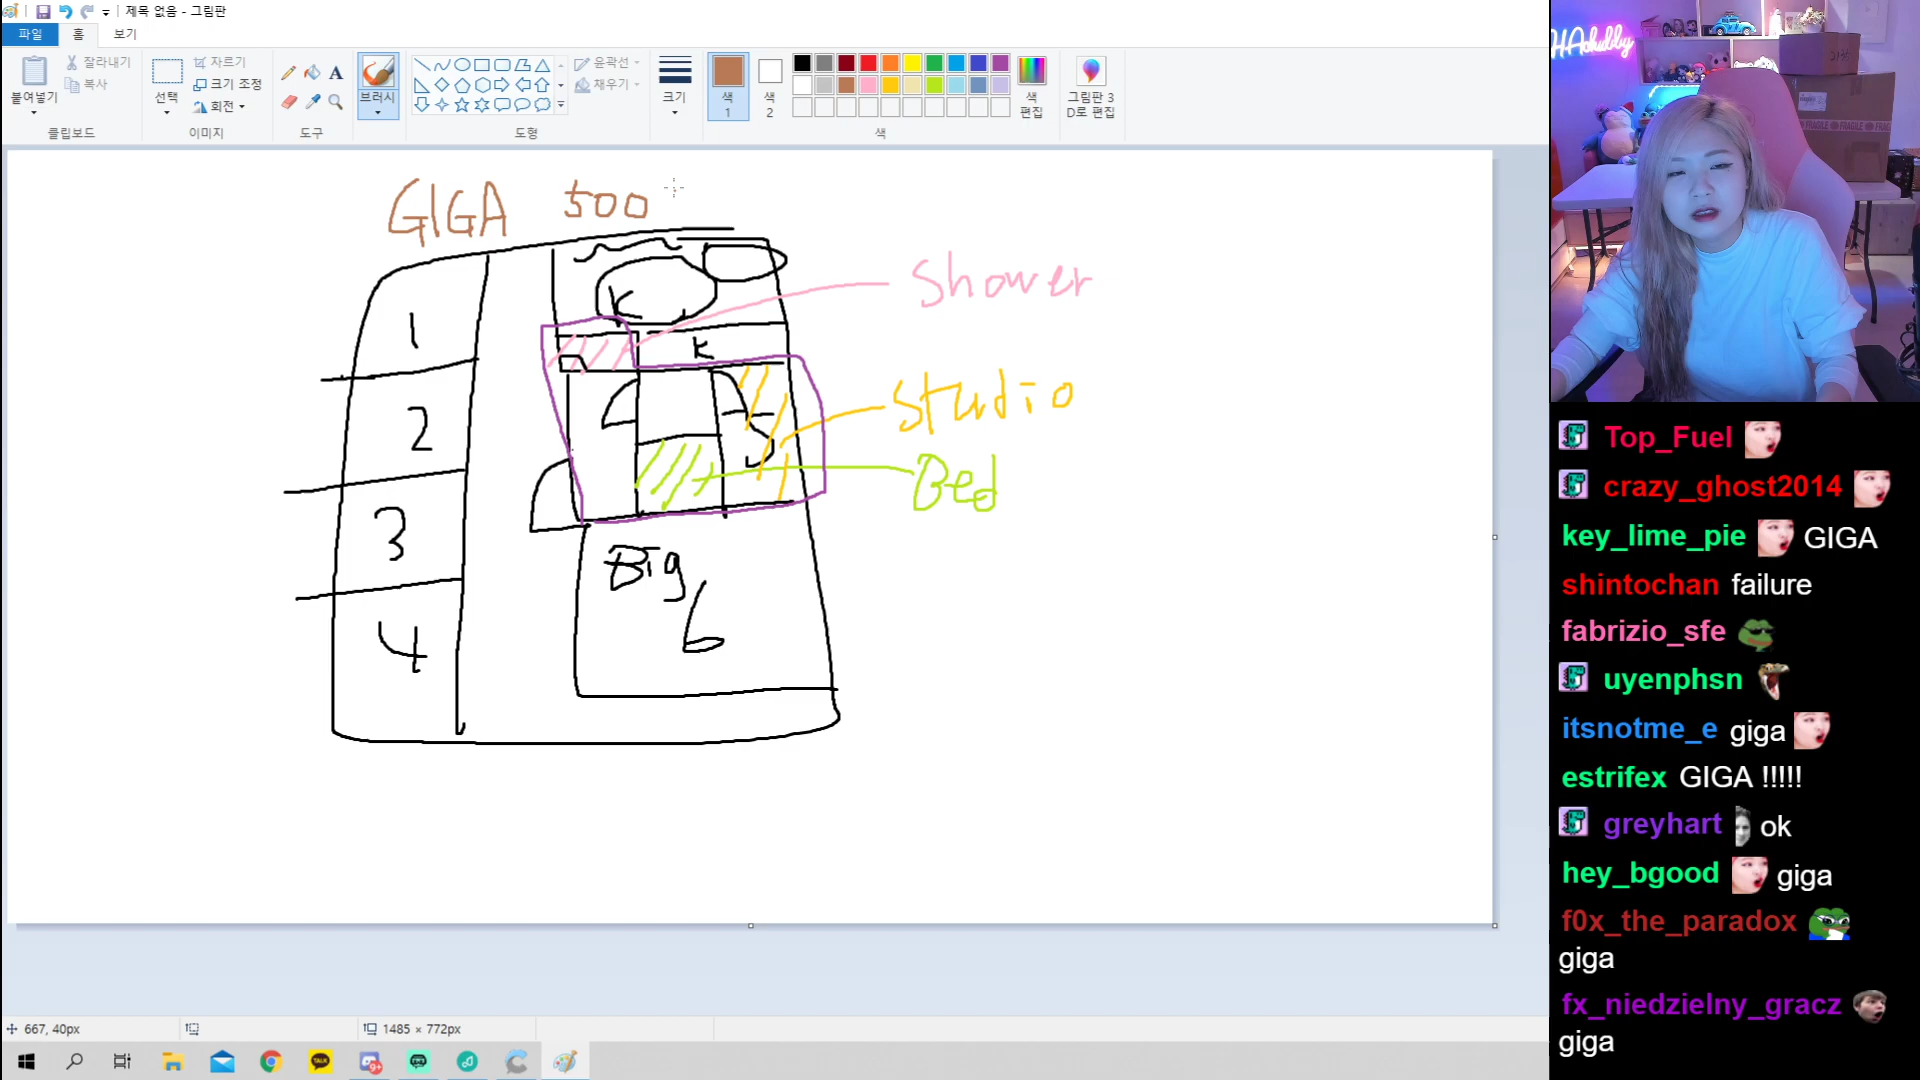 제목 없음 - 그림판
파일
홈
보기
붙여넣기
잘라내기
복사
클립보드
선택
자르기
크기 조정
회전
이미지
A
도구
브러시
윤곽선
채우기
도형
크기
색
1
색
2
색
편집
색
그림판 3
D로 편집
GIGA 500
K
Shower
1
K
2
Studio
5
Bed
3
Big
6
4
HAchubby
FRAGILE
Top_Fuel
crazy_ghost2014
key_lime_pie GIGA
shintochan failure
fabrizio_sfe
uyenphsn
itsnotme_e giga
estrifex GIGA !!!!!
greyhart ok
hey_bgood giga
f0x_the_paradox
giga
fx_niedzielny_gracz
giga
667, 40px
1485 × 772px
TALK
9+